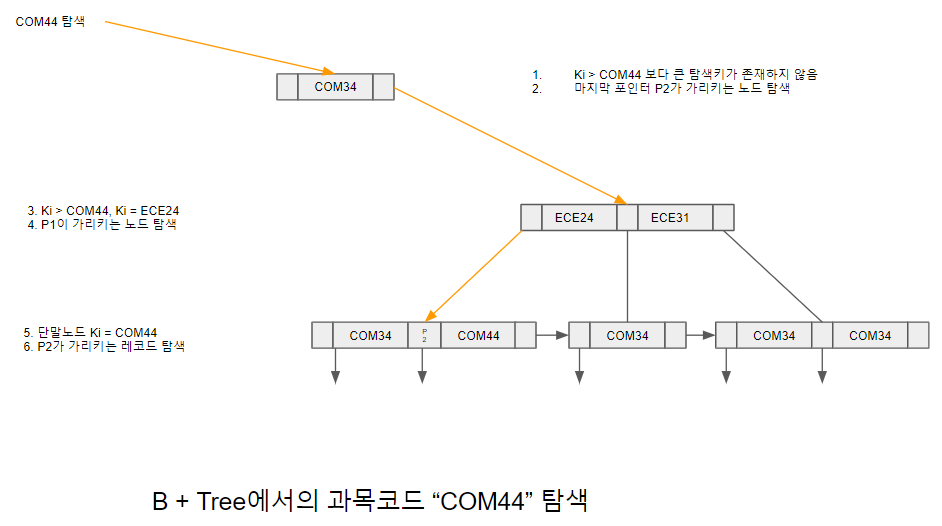 COM44 탐색
COM34
1. Ki > COM44 보다 큰 탐색키가 존재하지 않음
2. 마지막 포인터 P2가 가리키는 노드 탐색
3. Ki > COM44, Ki = ECE24
4. P1이 가리키는 노드 탐색
ECE24 ECE31
5. 단말노드 Ki = COM44
6. P2가 가리키는 레코드 탐색
COM34 P2 COM44 COM34 COM34 COM34
B + Tree에서의 과목코드 “COM44” 탐색